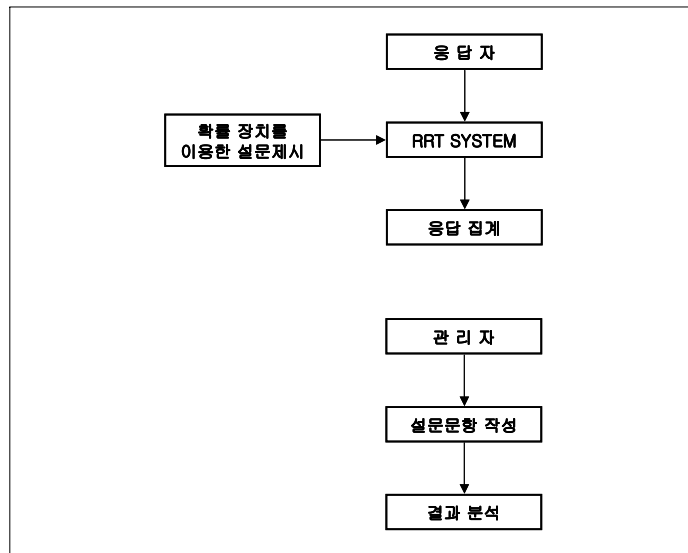 응 답 자
확률 장치를
이용한 설문제시
RRT SYSTEM
응답 집계
관 리 자
설문문항 작성
결과 분석